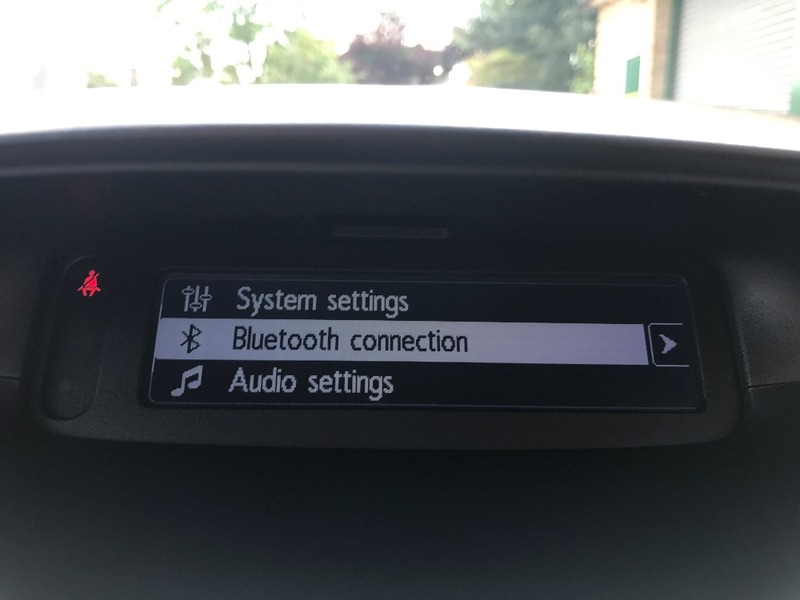 System settings
Bluetooth connection
Audio settings